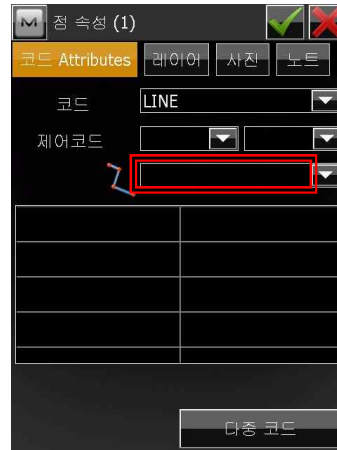 점 속성 (1)
코드 Attributes 레이어 사진 노트
코드 LINE
제어코드
다중 코드